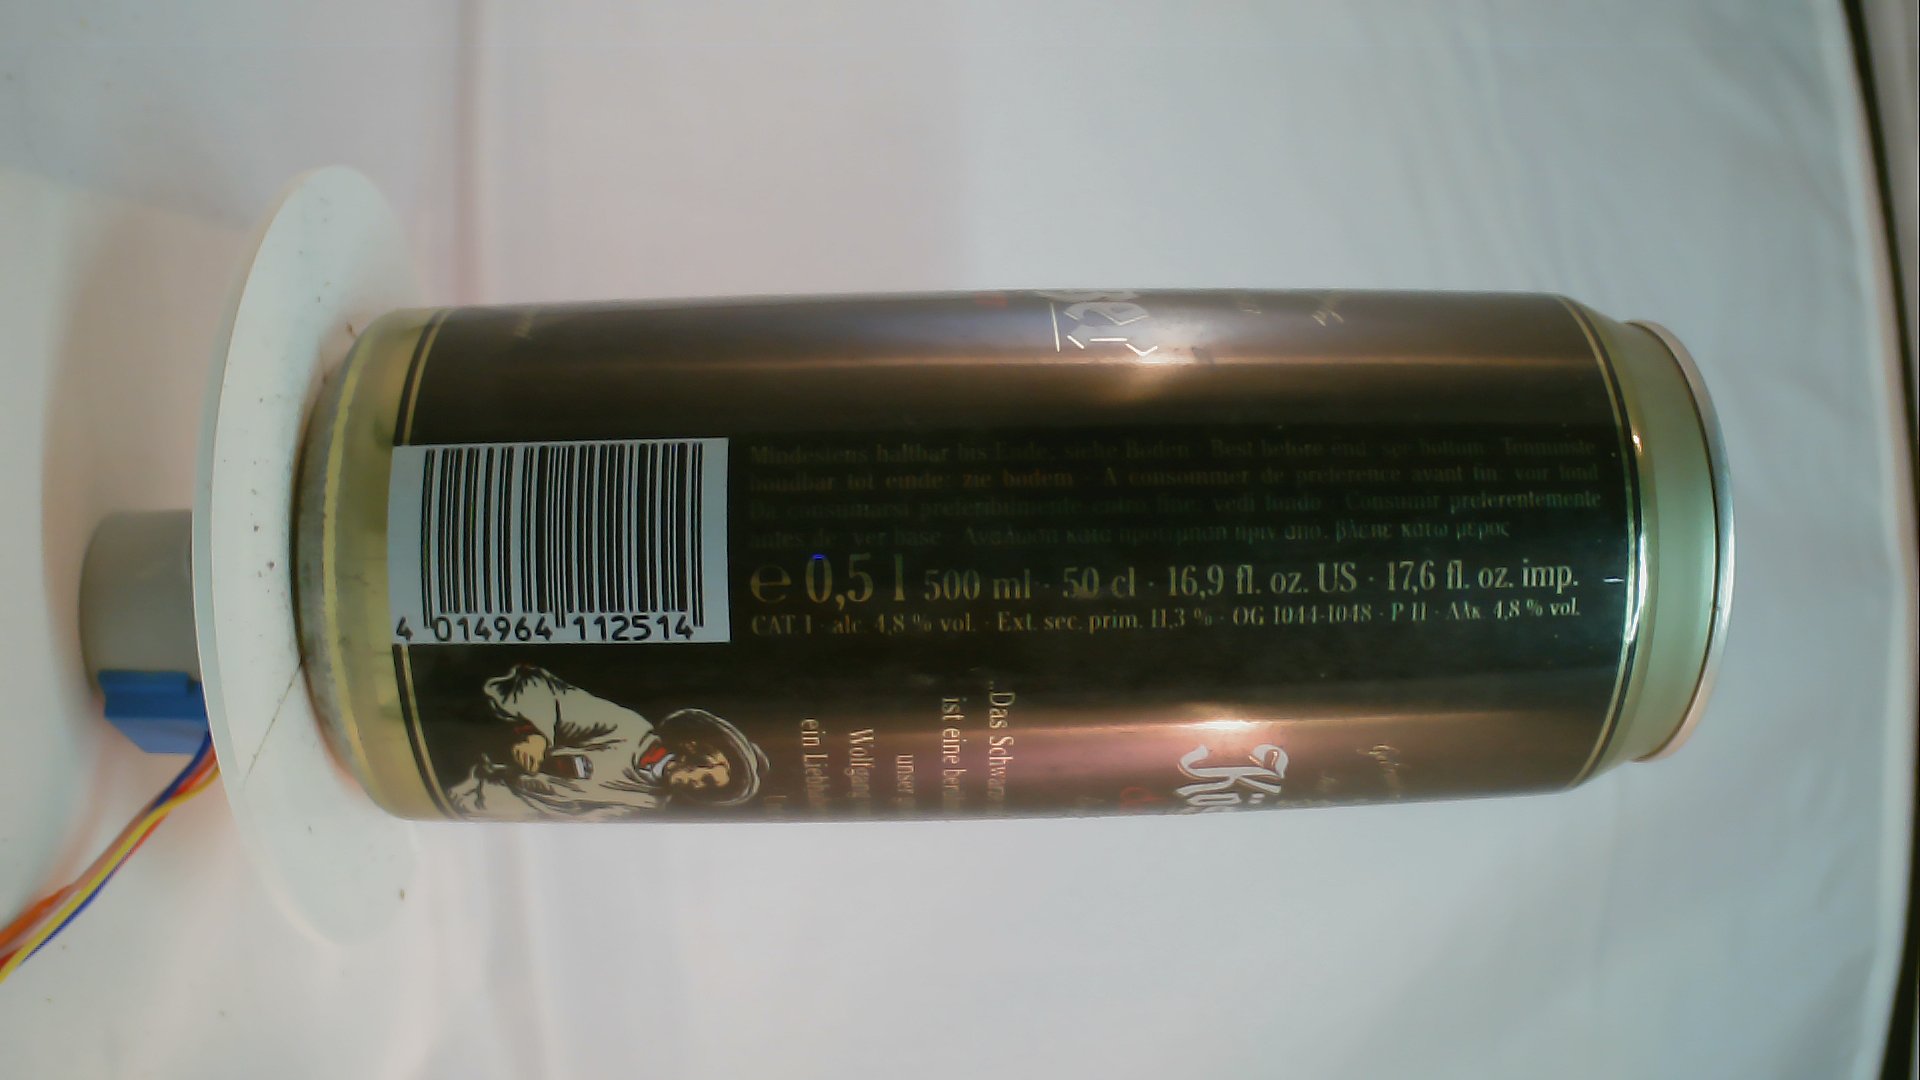 Mindestens haltbar bis Ende: siehe Boden · Best before end: see bottom · Tenminste
houdbar tot einde: zie bodem · A consommer de préférence avant fin: voir fond
Da consumarsi preferibilmente entro fine: vedi fondo · Consumir preferentemente
antes de: ver base · Ανάλωση κατά προτίμηση πριν από: βλέπε κάτω μέρος
e 0,5 l 500 ml · 50 cl · 16,9 fl. oz. US · 17,6 fl. oz. imp.
CAT. 1 · alc. 4,8 % vol. · Ext. sec. prim. 11,3 % · OG 1044-1048 · P 11 · Αλκ. 4,8 % vol.
4 014964 112514
Kös
„Das Schwarz
ist eine
unser
Wolfgang
ein